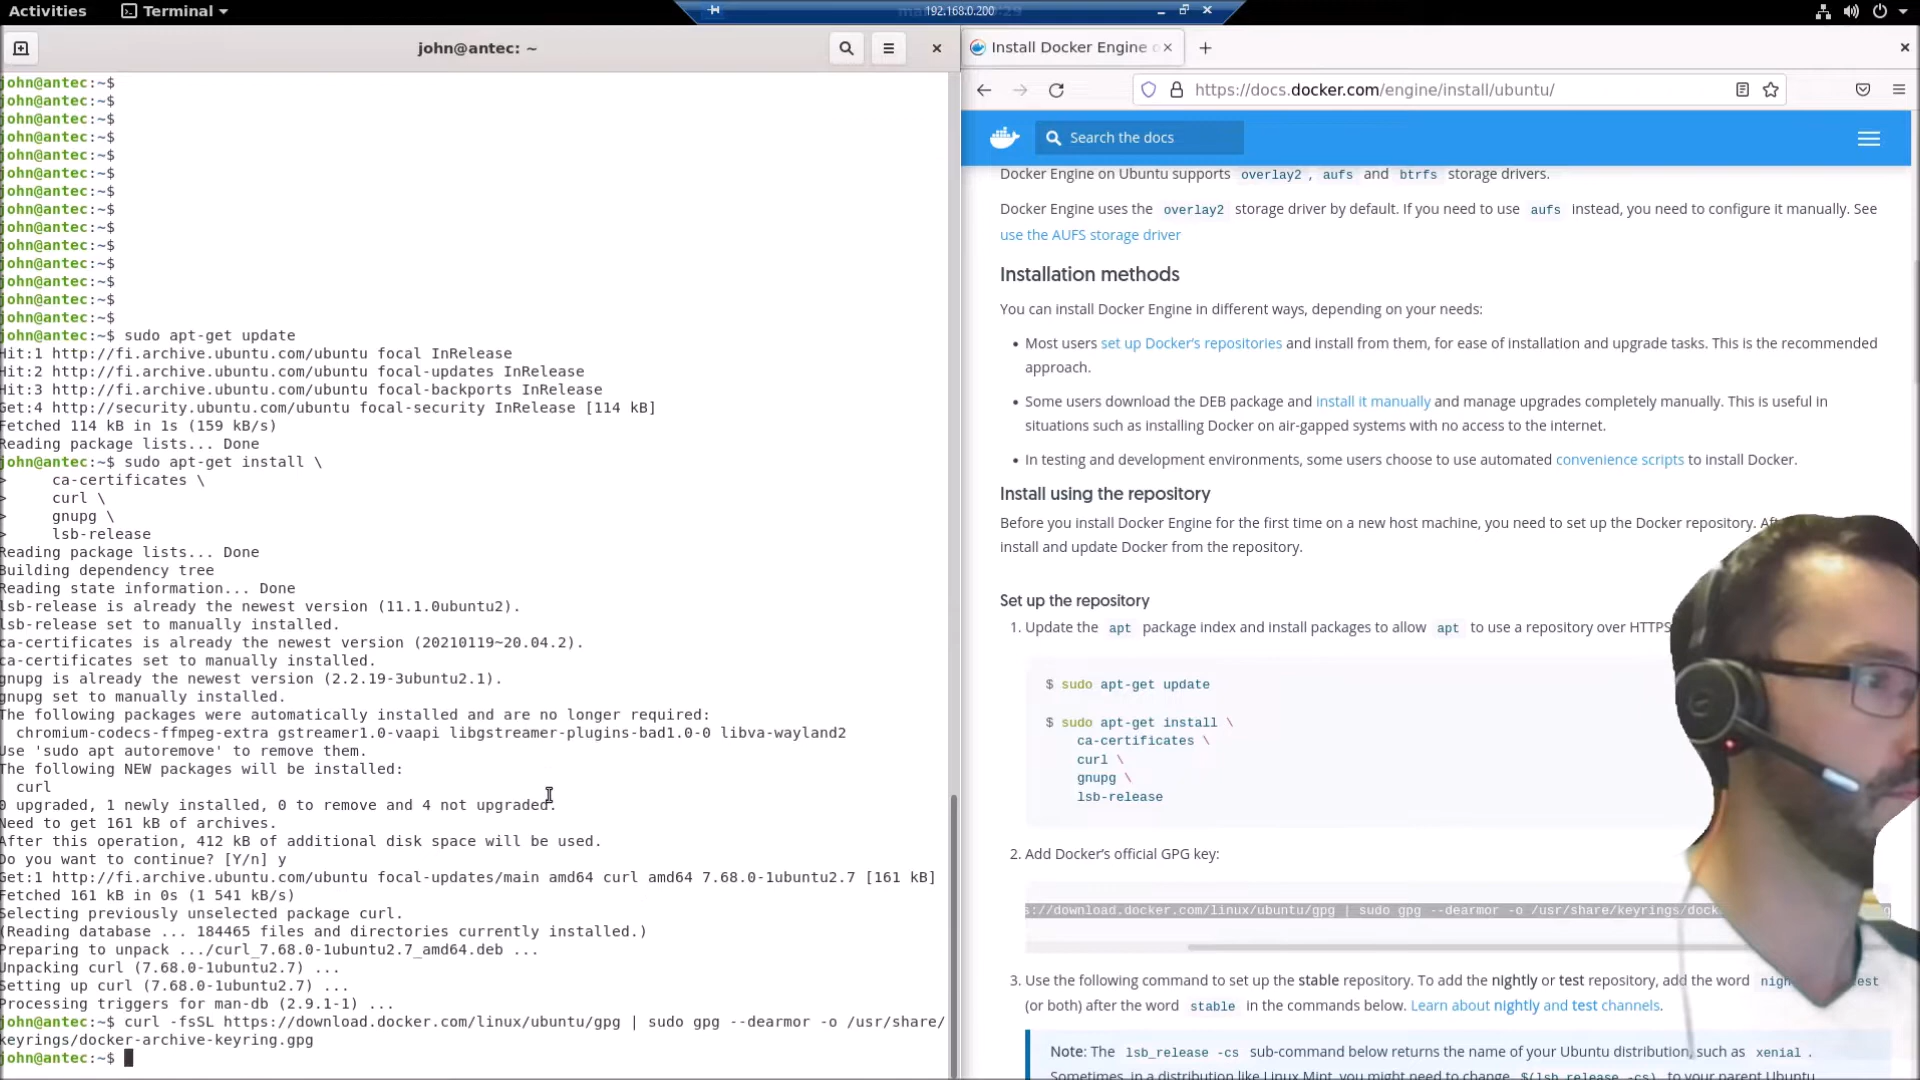 Activities
Terminal
192.168.0.200
john@antec: ~
john@antec:~$
john@antec:~$
john@antec:~$
john@antec:~$
john@antec:~$
john@antec:~$
john@antec:~$
john@antec:~$
john@antec:~$
john@antec:~$
john@antec:~$
john@antec:~$
john@antec:~$
john@antec:~$
john@antec:~$ sudo apt-get update
Hit:1 http://fi.archive.ubuntu.com/ubuntu focal InRelease
Hit:2 http://fi.archive.ubuntu.com/ubuntu focal-updates InRelease
Hit:3 http://fi.archive.ubuntu.com/ubuntu focal-backports InRelease
Get:4 http://security.ubuntu.com/ubuntu focal-security InRelease [114 kB]
Fetched 114 kB in 1s (159 kB/s)
Reading package lists... Done
john@antec:~$ sudo apt-get install \
> ca-certificates \
> curl \
> gnupg \
> lsb-release
Reading package lists... Done
Building dependency tree
Reading state information... Done
lsb-release is already the newest version (11.1.0ubuntu2).
lsb-release set to manually installed.
ca-certificates is already the newest version (20210119~20.04.2).
ca-certificates set to manually installed.
gnupg is already the newest version (2.2.19-3ubuntu2.1).
gnupg set to manually installed.
The following packages were automatically installed and are no longer required:
chromium-codecs-ffmpeg-extra gstreamer1.0-vaapi libgstreamer-plugins-bad1.0-0 libva-wayland2
Use 'sudo apt autoremove' to remove them.
The following NEW packages will be installed:
curl
0 upgraded, 1 newly installed, 0 to remove and 4 not upgraded.
Need to get 161 kB of archives.
After this operation, 412 kB of additional disk space will be used.
Do you want to continue? [Y/n] y
Get:1 http://fi.archive.ubuntu.com/ubuntu focal-updates/main amd64 curl amd64 7.68.0-1ubuntu2.7 [161 kB]
Fetched 161 kB in 0s (1 541 kB/s)
Selecting previously unselected package curl.
(Reading database ... 184465 files and directories currently installed.)
Preparing to unpack .../curl_7.68.0-1ubuntu2.7_amd64.deb ...
Unpacking curl (7.68.0-1ubuntu2.7) ...
Setting up curl (7.68.0-1ubuntu2.7) ...
Processing triggers for man-db (2.9.1-1) ...
john@antec:~$ curl -fsSL https://download.docker.com/linux/ubuntu/gpg | sudo gpg --dearmor -o /usr/share/
keyrings/docker-archive-keyring.gpg
john@antec:~$
Install Docker Engine
https://docs.docker.com/engine/install/ubuntu/
Search the docs
Docker Engine on Ubuntu supports overlay2 , aufs and btrfs storage drivers.
Docker Engine uses the overlay2 storage driver by default. If you need to use aufs instead, you need to configure it manually. See
use the AUFS storage driver
Installation methods
You can install Docker Engine in different ways, depending on your needs:
• Most users set up Docker's repositories and install from them, for ease of installation and upgrade tasks. This is the recommended
approach.
• Some users download the DEB package and install it manually and manage upgrades completely manually. This is useful in
situations such as installing Docker on air-gapped systems with no access to the internet.
• In testing and development environments, some users choose to use automated convenience scripts to install Docker.
Install using the repository
Before you install Docker Engine for the first time on a new host machine, you need to set up the Docker repository.
install and update Docker from the repository.
Set up the repository
1. Update the apt package index and install packages to allow apt to use a repository over HTTPS
$ sudo apt-get update
$ sudo apt-get install \
ca-certificates \
curl \
gnupg \
lsb-release
2. Add Docker's official GPG key:
s://download.docker.com/linux/ubuntu/gpg | sudo gpg --dearmor -o /usr/share/keyrings/dock
3. Use the following command to set up the stable repository. To add the nightly or test repository, add the word
(or both) after the word stable in the commands below. Learn about nightly and test channels.
Note: The lsb_release -cs sub-command below returns the name of your Ubuntu distribution, such as xenial .
Sometimes, in a distribution like Linux Mint, you might need to change $(lsb_release -cs) to your parent Ubuntu